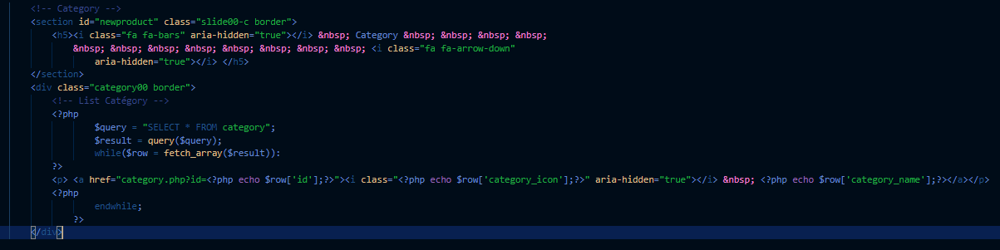 <!-- Category -->
<section id="newproduct" class="slide00-c border">
<h5><i class="fa fa-bars" aria-hidden="true"></i> &nbsp; Category &nbsp; &nbsp; &nbsp; &nbsp;
&nbsp; &nbsp; &nbsp; &nbsp; &nbsp; &nbsp; &nbsp; &nbsp; <i class="fa fa-arrow-down"
aria-hidden="true"></i> </h5>
</section>
<div class="category00 border">
<!-- List Catégory -->
<?php
$query = "SELECT * FROM category";
$result = query($query);
while($row = fetch_array($result)):
?>
<p> <a href="category.php?id=<?php echo $row['id'];?>"><i class="<?php echo $row['category_icon'];?>" aria-hidden="true"></i> &nbsp; <?php echo $row['category_name'];?></a></p>
<?php
endwhile;
?>
</div>